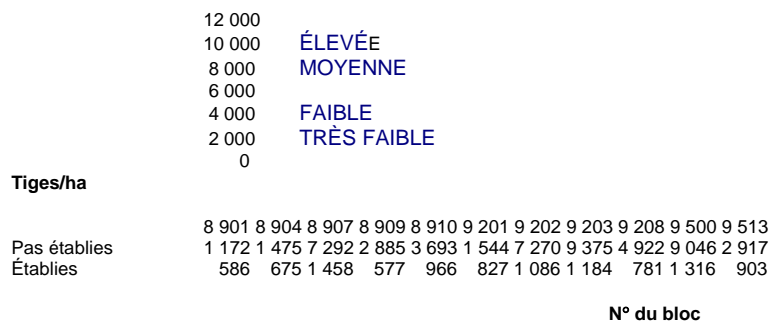 12 000
10 000 ÉLEVÉE
8 000 MOYENNE
6 000
4 000 FAIBLE
2 000 TRÈS FAIBLE
0
Tiges/ha
8 901 8 904 8 907 8 909 8 910 9 201 9 202 9 203 9 208 9 500 9 513
Pas établies 1 172 1 475 7 292 2 885 3 693 1 544 7 270 9 375 4 922 9 046 2 917
Établies 586 675 1 458 577 966 827 1 086 1 184 781 1 316 903
Nº du bloc